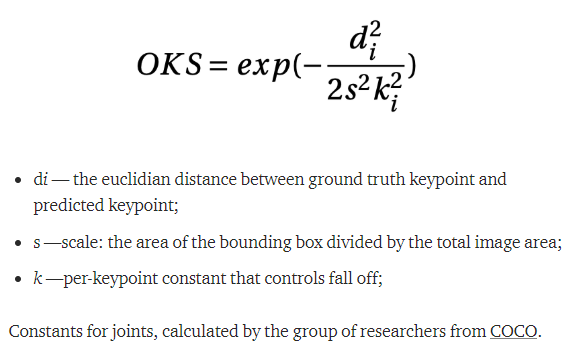 OKS = exp(-\frac{d_i^2}{2s^2k_i^2})
• di — the euclidian distance between ground truth keypoint and
predicted keypoint;
• s —scale: the area of the bounding box divided by the total image area;
• k —per-keypoint constant that controls fall off;
Constants for joints, calculated by the group of researchers from COCO.